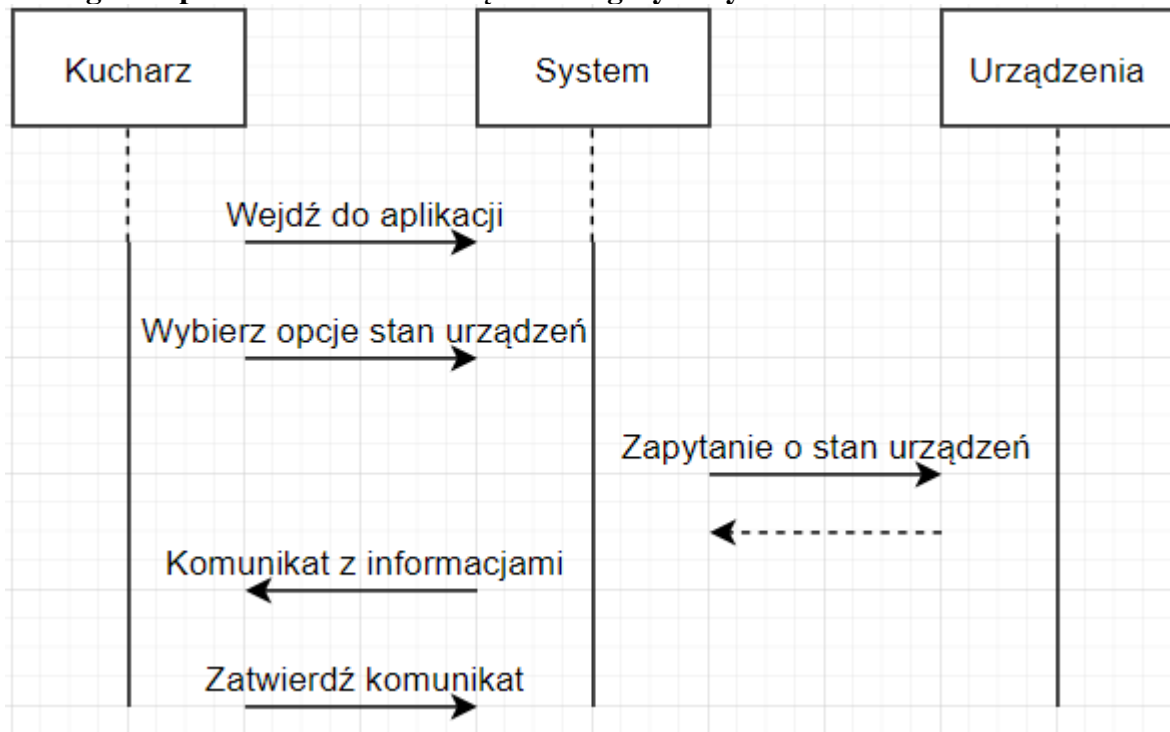 Kucharz
System
Urządzenia
Wejdź do aplikacji
Wybierz opcje stan urządzeń
Zapytanie o stan urządzeń
Komunikat z informacjami
Zatwierdź komunikat